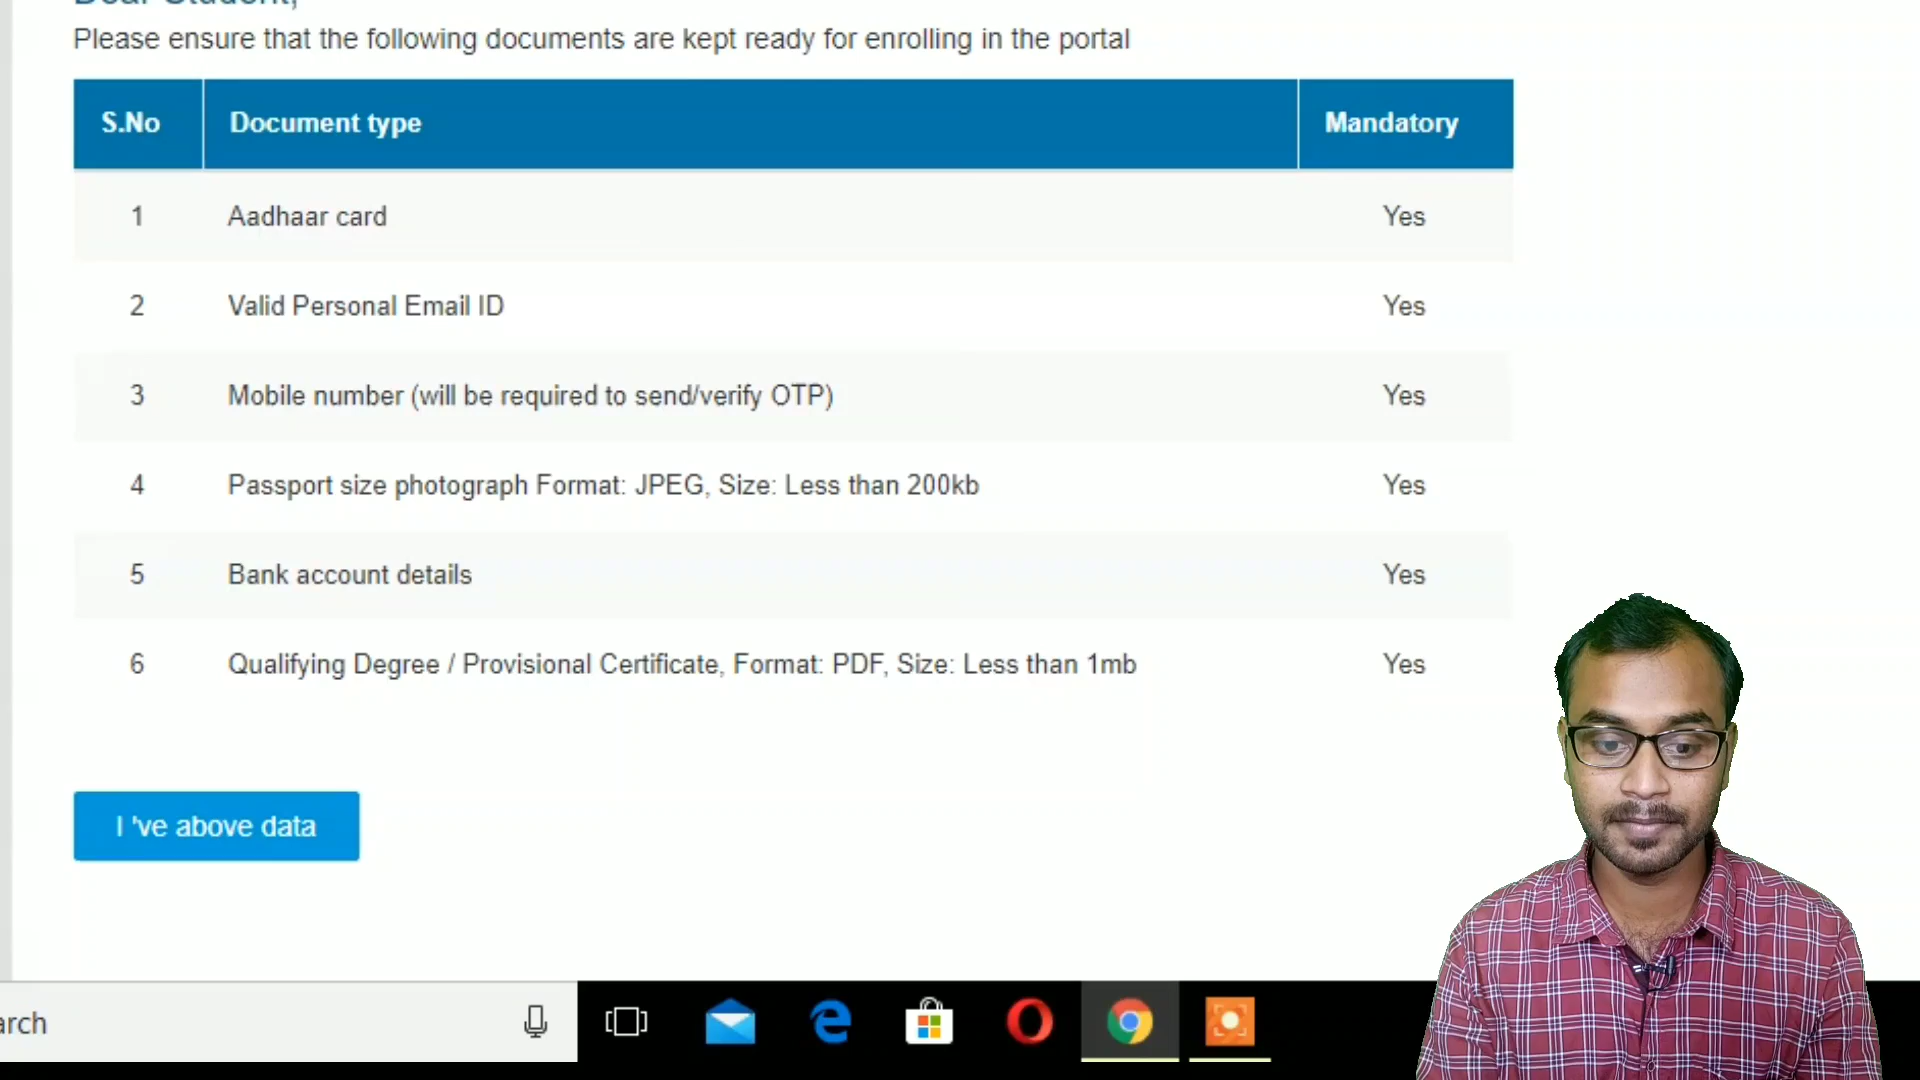 Dear Student,
Please ensure that the following documents are kept ready for enrolling in the portal
S.No Document type Mandatory
1 Aadhaar card Yes
2 Valid Personal Email ID Yes
3 Mobile number (will be required to send/verify OTP) Yes
4 Passport size photograph Format: JPEG, Size: Less than 200kb Yes
5 Bank account details Yes
6 Qualifying Degree / Provisional Certificate, Format: PDF, Size: Less than 1mb Yes
I 've above data
arch